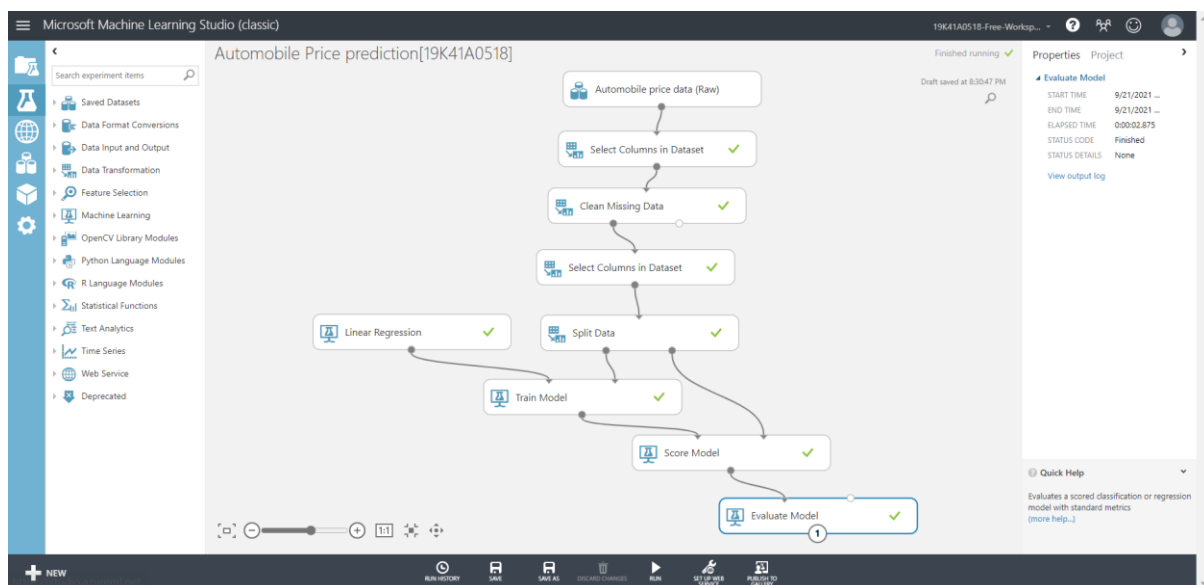 Microsoft Machine Learning Studio (classic)
19K41A0518-Free-Worksp...
Search experiment items
Saved Datasets
Data Format Conversions
Data Input and Output
Data Transformation
Feature Selection
Machine Learning
OpenCV Library Modules
Python Language Modules
R Language Modules
Statistical Functions
Text Analytics
Time Series
Web Service
Deprecated
Automobile Price prediction[19K41A0518]
Finished running
Draft saved at 8:30:47 PM
Automobile price data (Raw)
Select Columns in Dataset
Clean Missing Data
Select Columns in Dataset
Linear Regression
Split Data
Train Model
Score Model
Evaluate Model
1
1:1
Properties Project
Evaluate Model
START TIME 9/21/2021 ...
END TIME 9/21/2021 ...
ELAPSED TIME 0:00:02.875
STATUS CODE Finished
STATUS DETAILS None
View output log
Quick Help
Evaluates a scored classification or regression
model with standard metrics
(more help...)
NEW
RUN HISTORY
SAVE
SAVE AS
DISCARD CHANGES
RUN
SET UP WEB
SERVICE
PUBLISH TO
GALLERY